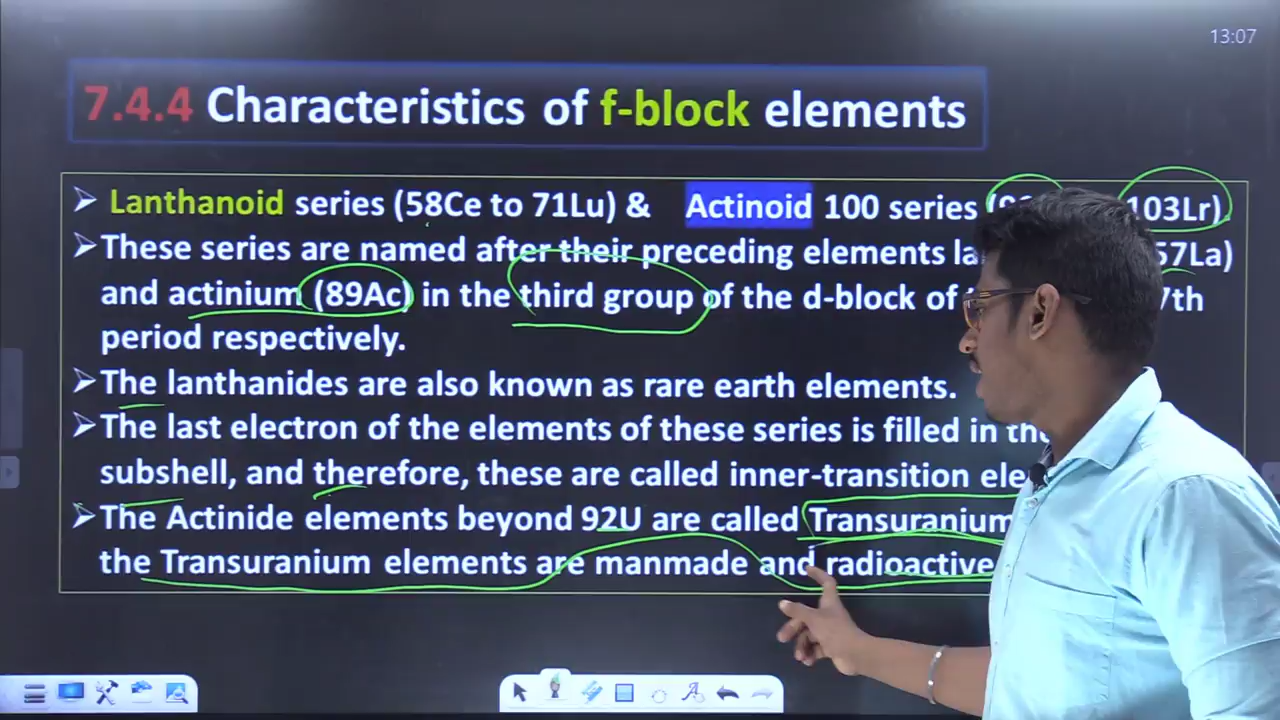 13:07
7.4.4 Characteristics of f-block elements
➢ Lanthanoid series (58Ce to 71Lu) & Actinoid 100 series 103Lr).
➢ These series are named after their preceding elements 57La)
and actinium (89Ac) in the third group of the d-block of 7th
period respectively.
➢ The lanthanides are also known as rare earth elements.
➢ The last electron of the elements of these series is filled in the
subshell, and therefore, these are called inner-transition
➢ The Actinide elements beyond 92U are called Transuranium
the Transuranium elements are manmade and radioactive